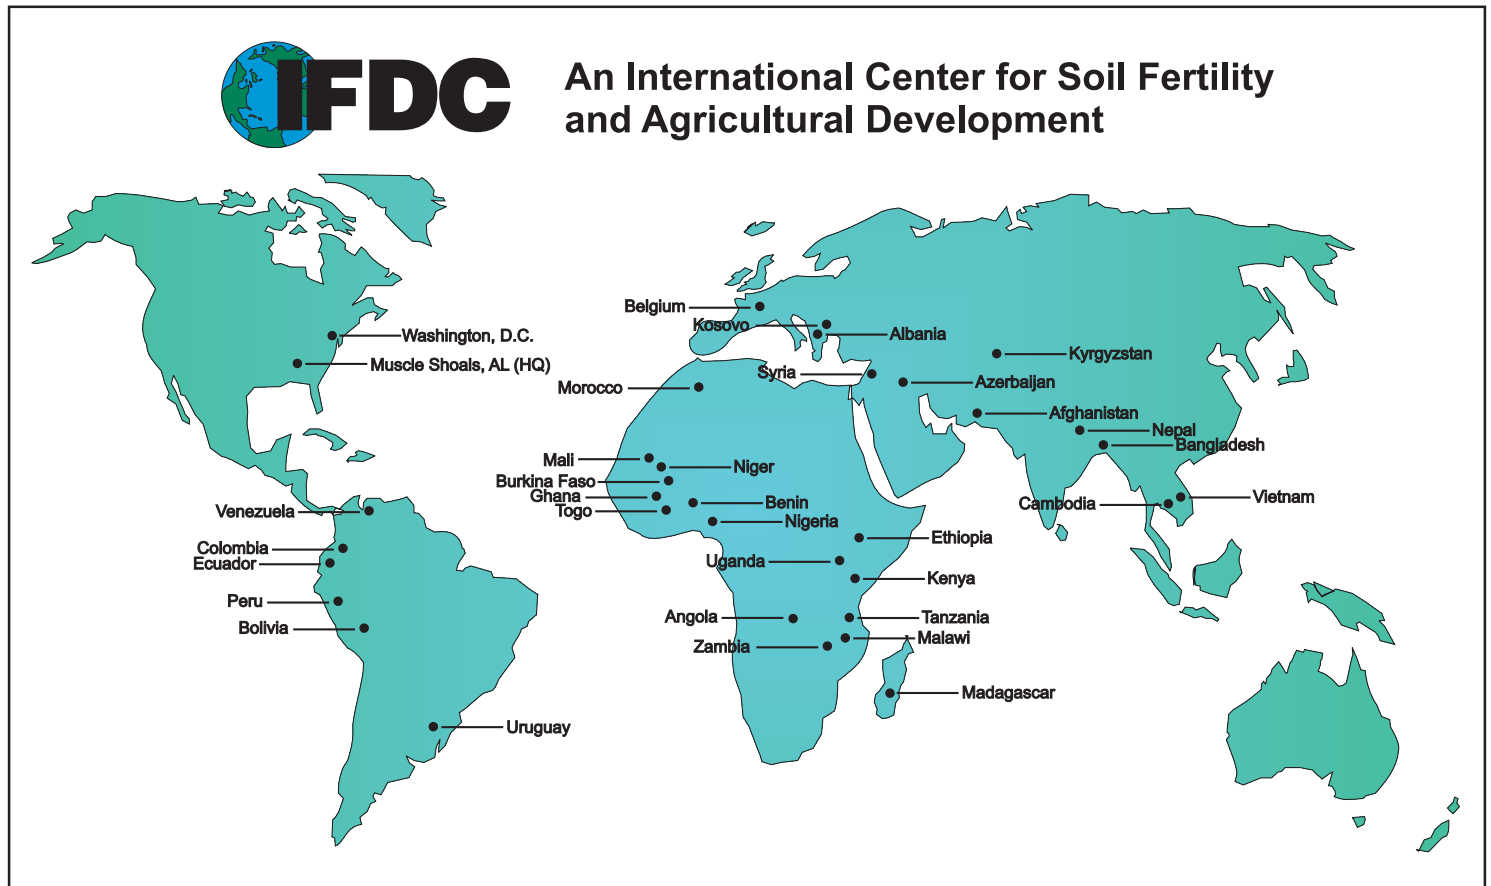 IFDC
An International Center for Soil Fertility
and Agricultural Development
Belgium
Kosovo
Albania
Washington, D.C.
Muscle Shoals, AL (HQ)
Kyrgyzstan
Syria
Azerbaijan
Morocco
Afghanistan
Nepal
Bangladesh
Mali
Niger
Burkina Faso
Ghana
Benin
Togo
Nigeria
Cambodia
Vietnam
Venezuela
Colombia
Ecuador
Ethiopia
Uganda
Kenya
Peru
Bolivia
Angola
Tanzania
Malawi
Zambia
Madagascar
Uruguay